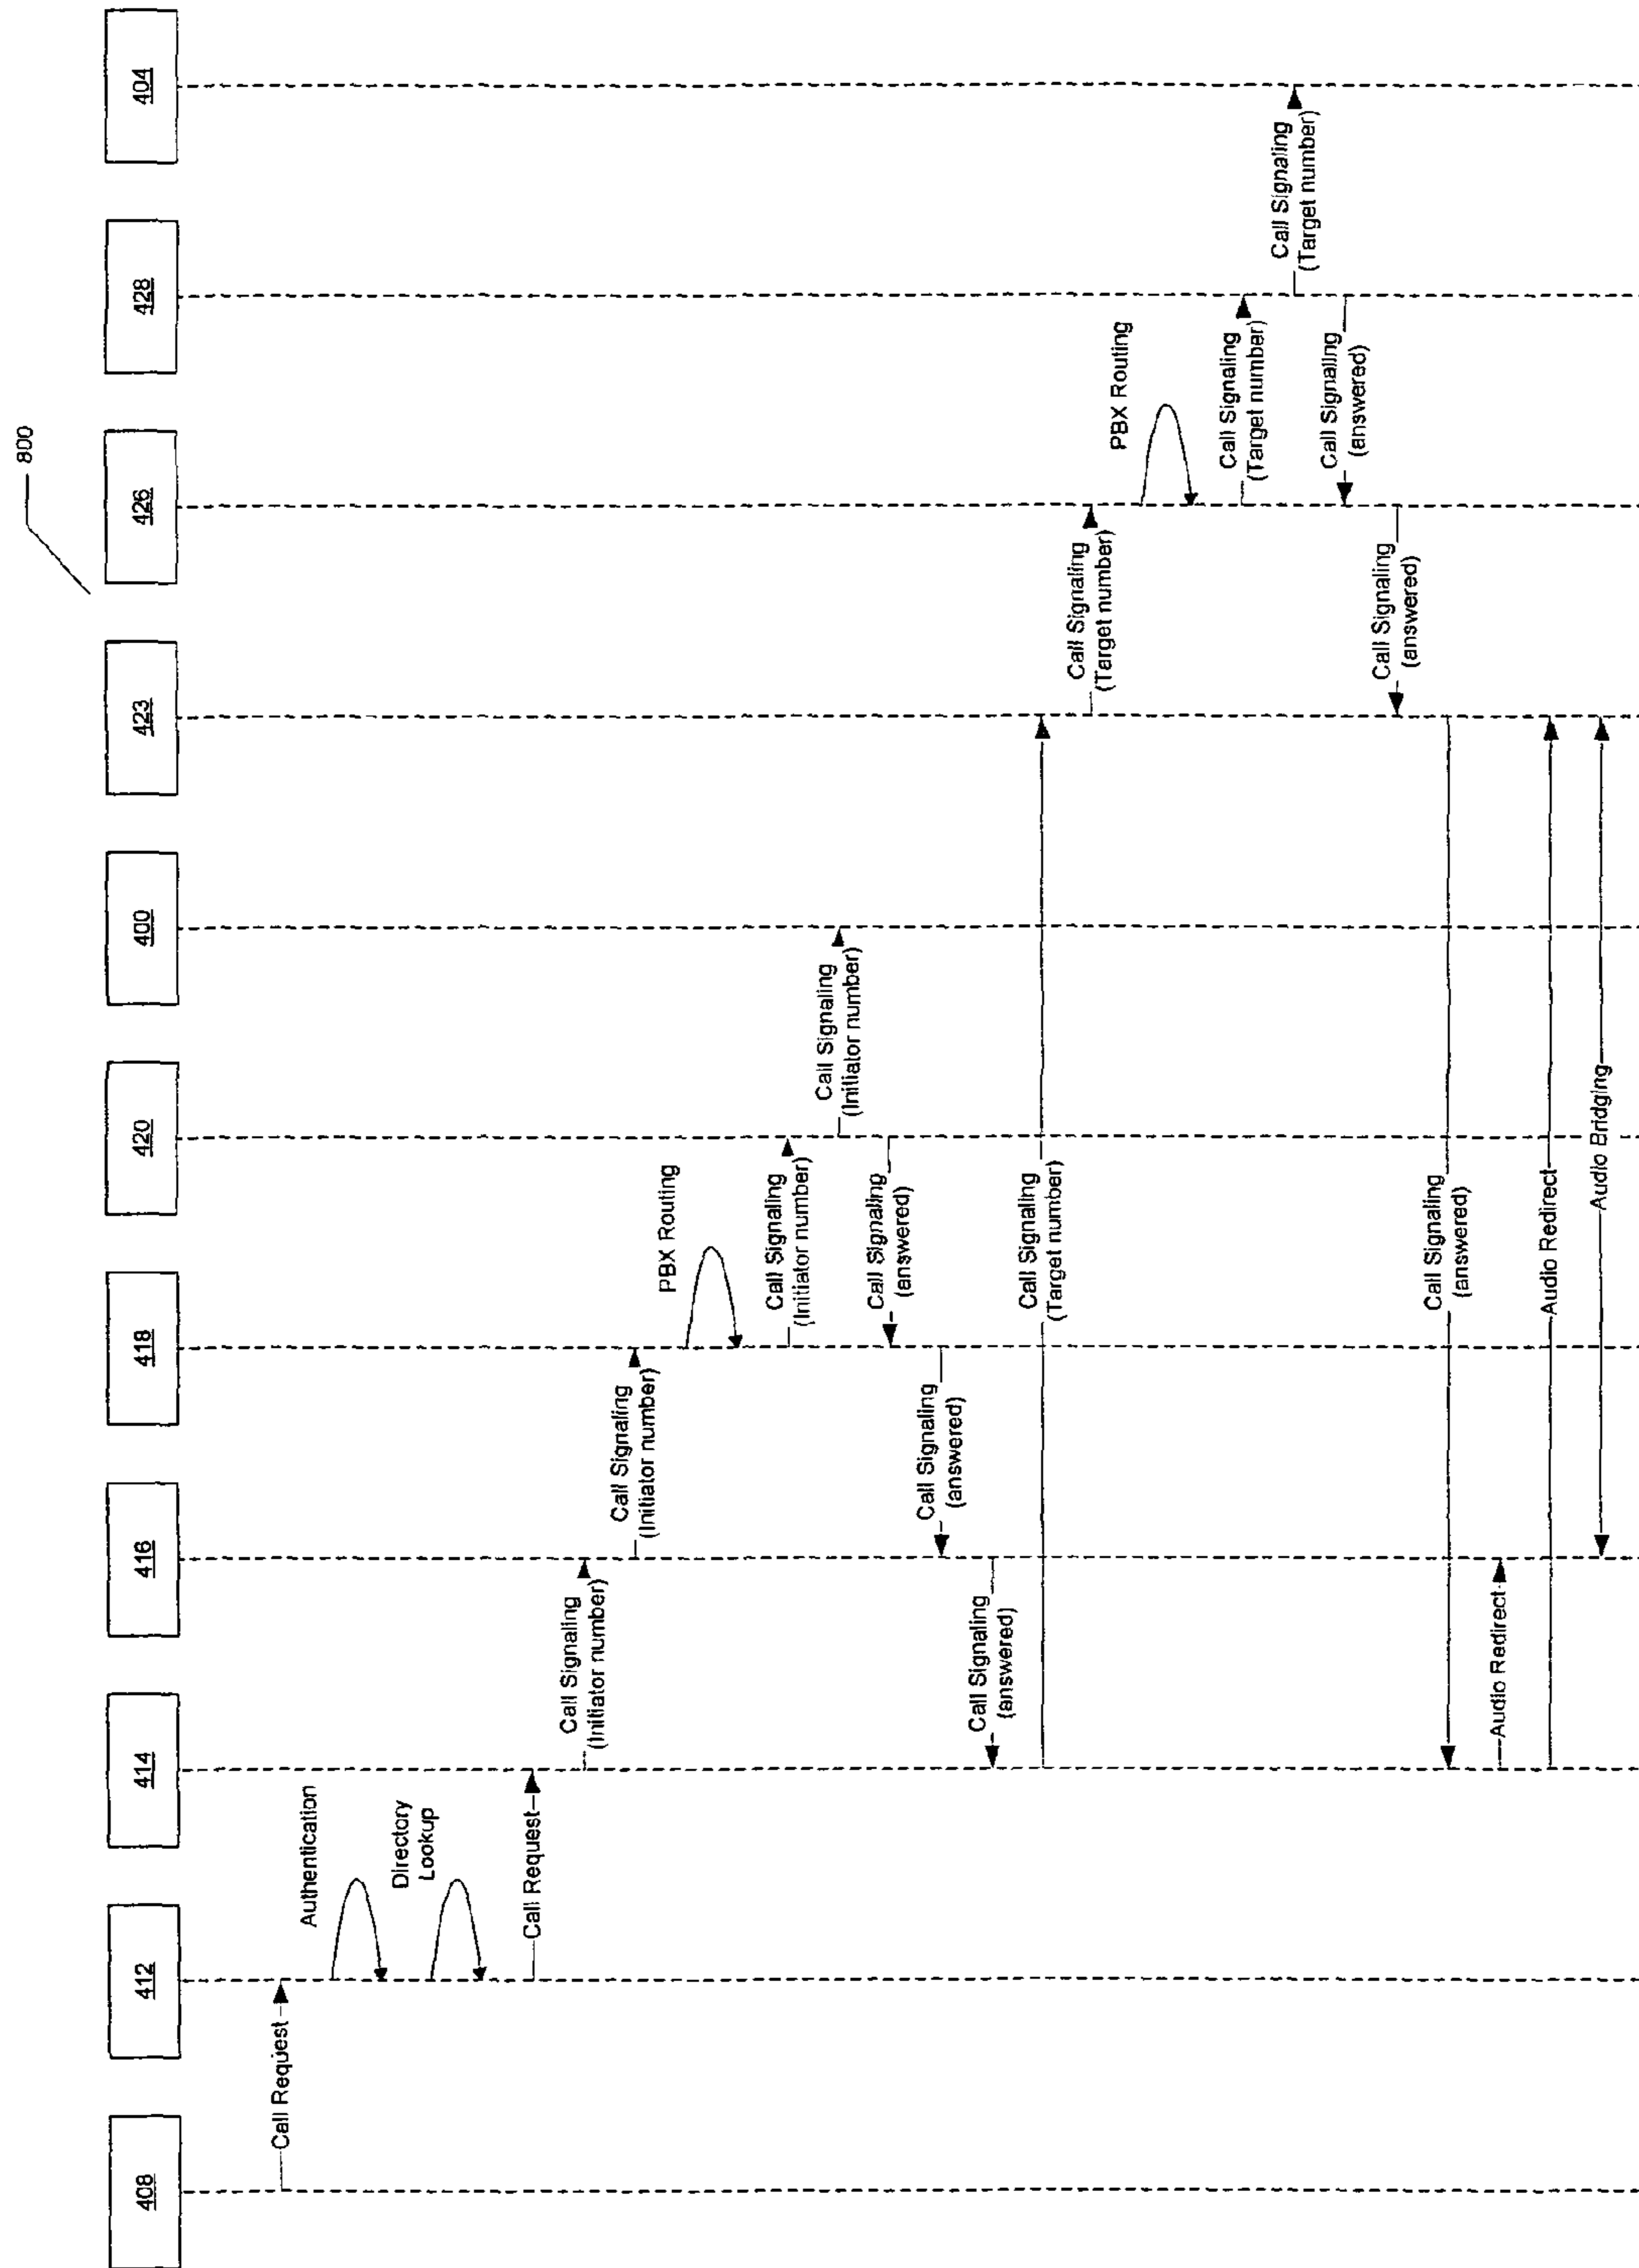 800
408
412
414
416
418
420
400
423
426
428
404
Call Request
Authentication
Directory
Lookup
Call Request
Call Signaling
(Initiator number)
Call Signaling
(Initiator number)
PBX Routing
Call Signaling
(Initiator number)
Call Signaling
(Initiator number)
Call Signaling
(answered)
Call Signaling
(answered)
Call Signaling
(answered)
Call Signaling
(Target number)
Call Signaling
(Target number)
PBX Routing
Call Signaling
(Target number)
Call Signaling
(Target number)
Call Signaling
(answered)
Call Signaling
(answered)
Call Signaling
(answered)
Audio Redirect
Audio Redirect
Audio Bridging